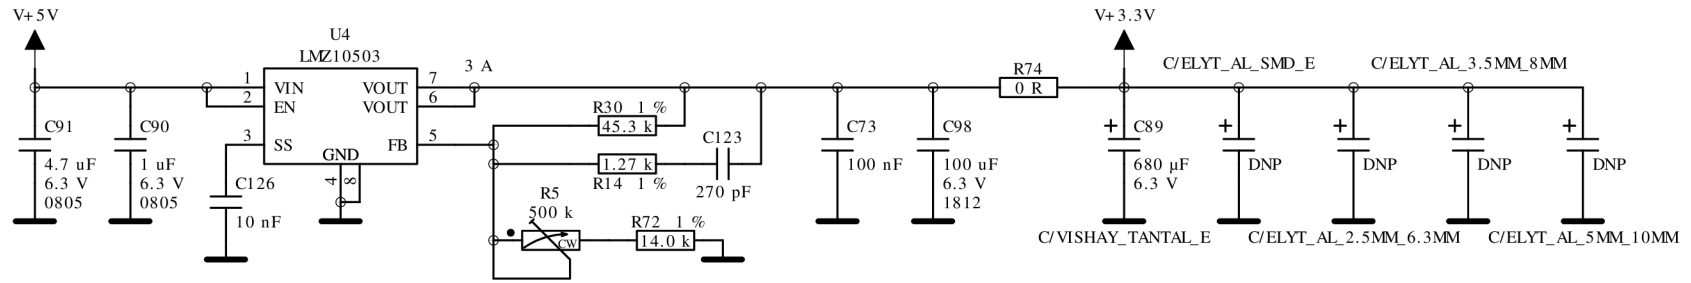 V+5V
U4
LMZ10503
1 VIN
2 EN
3 SS
GND
4
8
VOUT 7
VOUT 6
FB 5
3 A
C91
4.7 uF
6.3 V
0805
C90
1 uF
6.3 V
0805
C126
10 nF
R30 1 %
45.3 k
1.27 k
R14 1 %
C123
270 pF
R5
500 k
CW
R72 1 %
14.0 k
C73
100 nF
C98
100 uF
6.3 V
1812
R74
0 R
V+3.3V
C89
680 µF
6.3 V
C/VISHAY_TANTAL_E
C/ELYT_AL_SMD_E
DNP
DNP
C/ELYT_AL_2.5MM_6.3MM
C/ELYT_AL_3.5MM_8MM
DNP
DNP
C/ELYT_AL_5MM_10MM